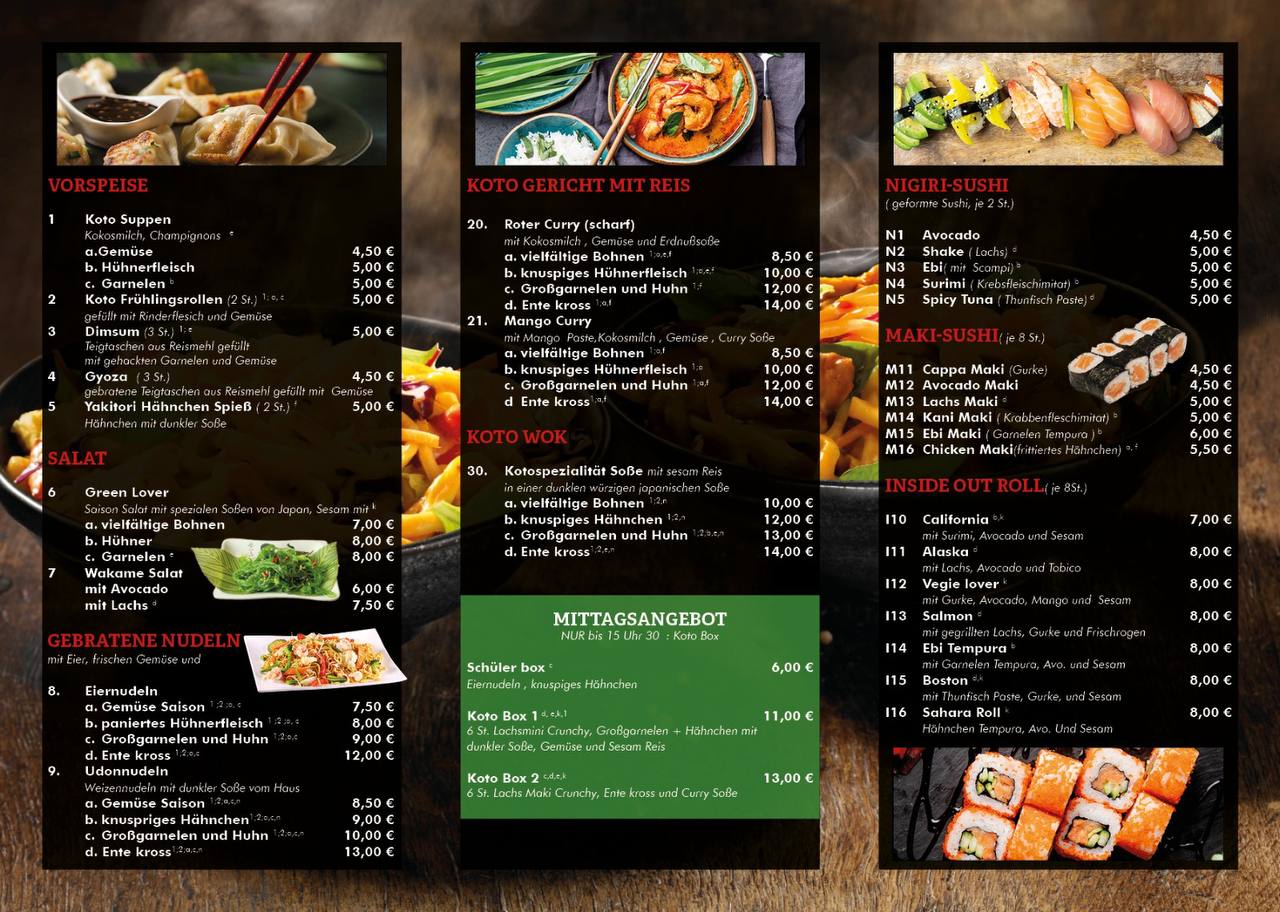 VORSPEISE
1 Koto Suppen
Kokosmilch, Champignons e
a.Gemüse 4,50 €
b. Hühnerfleisch 5,00 €
c. Garnelen b 5,00 €
2 Koto Frühlingsrollen (2 St.) 1; a, c 5,00 €
gefüllt mit Rinderflesich und Gemüse
3 Dimsum (3 St.) 1; e 5,00 €
Teigtaschen aus Reismehl gefüllt
mit gehackten Garnelen und Gemüse
4 Gyoza ( 3 St.) 4,50 €
gebratene Teigtaschen aus Reismehl gefüllt mit Gemüse
5 Yakitori Hähnchen Spieß ( 2 St.) f 5,00 €
Hähnchen mit dunkler Soße
SALAT
6 Green Lover
Saison Salat mit spezialen Soßen von Japan, Sesam mit k
a. vielfältige Bohnen 7,00 €
b. Hühner 8,00 €
c. Garnelen e 8,00 €
7 Wakame Salat
mit Avocado 6,00 €
mit Lachs d 7,50 €
GEBRATENE NUDELN
mit Eier, frischen Gemüse und
8. Eiernudeln
a. Gemüse Saison 1;2;a, c 7,50 €
b. paniertes Hühnerfleisch 1;2;a, c 8,00 €
c. Großgarnelen und Huhn 1;2;a,c 9,00 €
d. Ente kross 1;2;a,c 12,00 €
9. Udonnudeln
Weizennudeln mit dunkler Soße vom Haus
a. Gemüse Saison 1;2;a,c,n 8,50 €
b. knuspriges Hähnchen 1;2;a,c,n 9,00 €
c. Großgarnelen und Huhn 1;2;a,c,n 10,00 €
d. Ente kross 1;2;a,c,n 13,00 €
KOTO GERICHT MIT REIS
20. Roter Curry (scharf)
mit Kokosmilch , Gemüse und Erdnußsoße
a. vielfältige Bohnen 1;a,e,f 8,50 €
b. knuspiges Hühnerfleisch 1;a,e,f 10,00 €
c. Großgarnelen und Huhn 1,f 12,00 €
d. Ente kross 1;a,f 14,00 €
21. Mango Curry
mit Mango Paste,Kokosmilch , Gemüse , Curry Soße
a. vielfältige Bohnen 1;a,f 8,50 €
b. knuspiges Hühnerfleisch 1;a 10,00 €
c. Großgarnelen und Huhn 1;a,f 12,00 €
d Ente kross 1;a,f 14,00 €
KOTO WOK
30. Kotospezialität Soße mit sesam Reis
in einer dunklen würzigen japanischen Soße
a. vielfältige Bohnen 1;2,n 10,00 €
b. knuspiges Hähnchen 1;2,n 12,00 €
c. Großgarnelen und Huhn 1;2;b,e,n 13,00 €
d. Ente kross 1;2,e,n 14,00 €
MITTAGSANGEBOT
NUR bis 15 Uhr 30 : Koto Box
Schüler box c 6,00 €
Eiernudeln , knuspiges Hähnchen
Koto Box 1 d, e,k,1 11,00 €
6 St. Lachsmini Crunchy, Großgarnelen + Hähnchen mit
dunkler Soße, Gemüse und Sesam Reis
Koto Box 2 c,d,e,k 13,00 €
6 St. Lachs Maki Crunchy, Ente kross und Curry Soße
NIGIRI-SUSHI
( geformte Sushi, je 2 St.)
N1 Avocado 4,50 €
N2 Shake ( Lachs) d 5,00 €
N3 Ebi( mit Scampi) b 5,00 €
N4 Surimi ( Krebsfleischimitat) b 5,00 €
N5 Spicy Tuna ( Thunfisch Paste) d 5,00 €
MAKI-SUSHI( je 8 St.)
M11 Cappa Maki (Gurke) 4,50 €
M12 Avocado Maki 4,50 €
M13 Lachs Maki d 5,00 €
M14 Kani Maki ( Krabbenfleschimitat) b 5,00 €
M15 Ebi Maki ( Garnelen Tempura ) b 6,00 €
M16 Chicken Maki(frittiertes Hähnchen) a, f 5,50 €
INSIDE OUT ROLL( je 8St.)
I10 California b,k 7,00 €
mit Surimi, Avocado und Sesam
I11 Alaska d 8,00 €
mit Lachs, Avocado und Tobico
I12 Vegie lover k 8,00 €
mit Gurke, Avocado, Mango und Sesam
I13 Salmon d 8,00 €
mit gegrillten Lachs, Gurke und Frischrogen
I14 Ebi Tempura b 8,00 €
mit Garnelen Tempura, Avo. und Sesam
I15 Boston d,k 8,00 €
mit Thunfisch Paste, Gurke, und Sesam
I16 Sahara Roll k 8,00 €
Hähnchen Tempura, Avo. Und Sesam